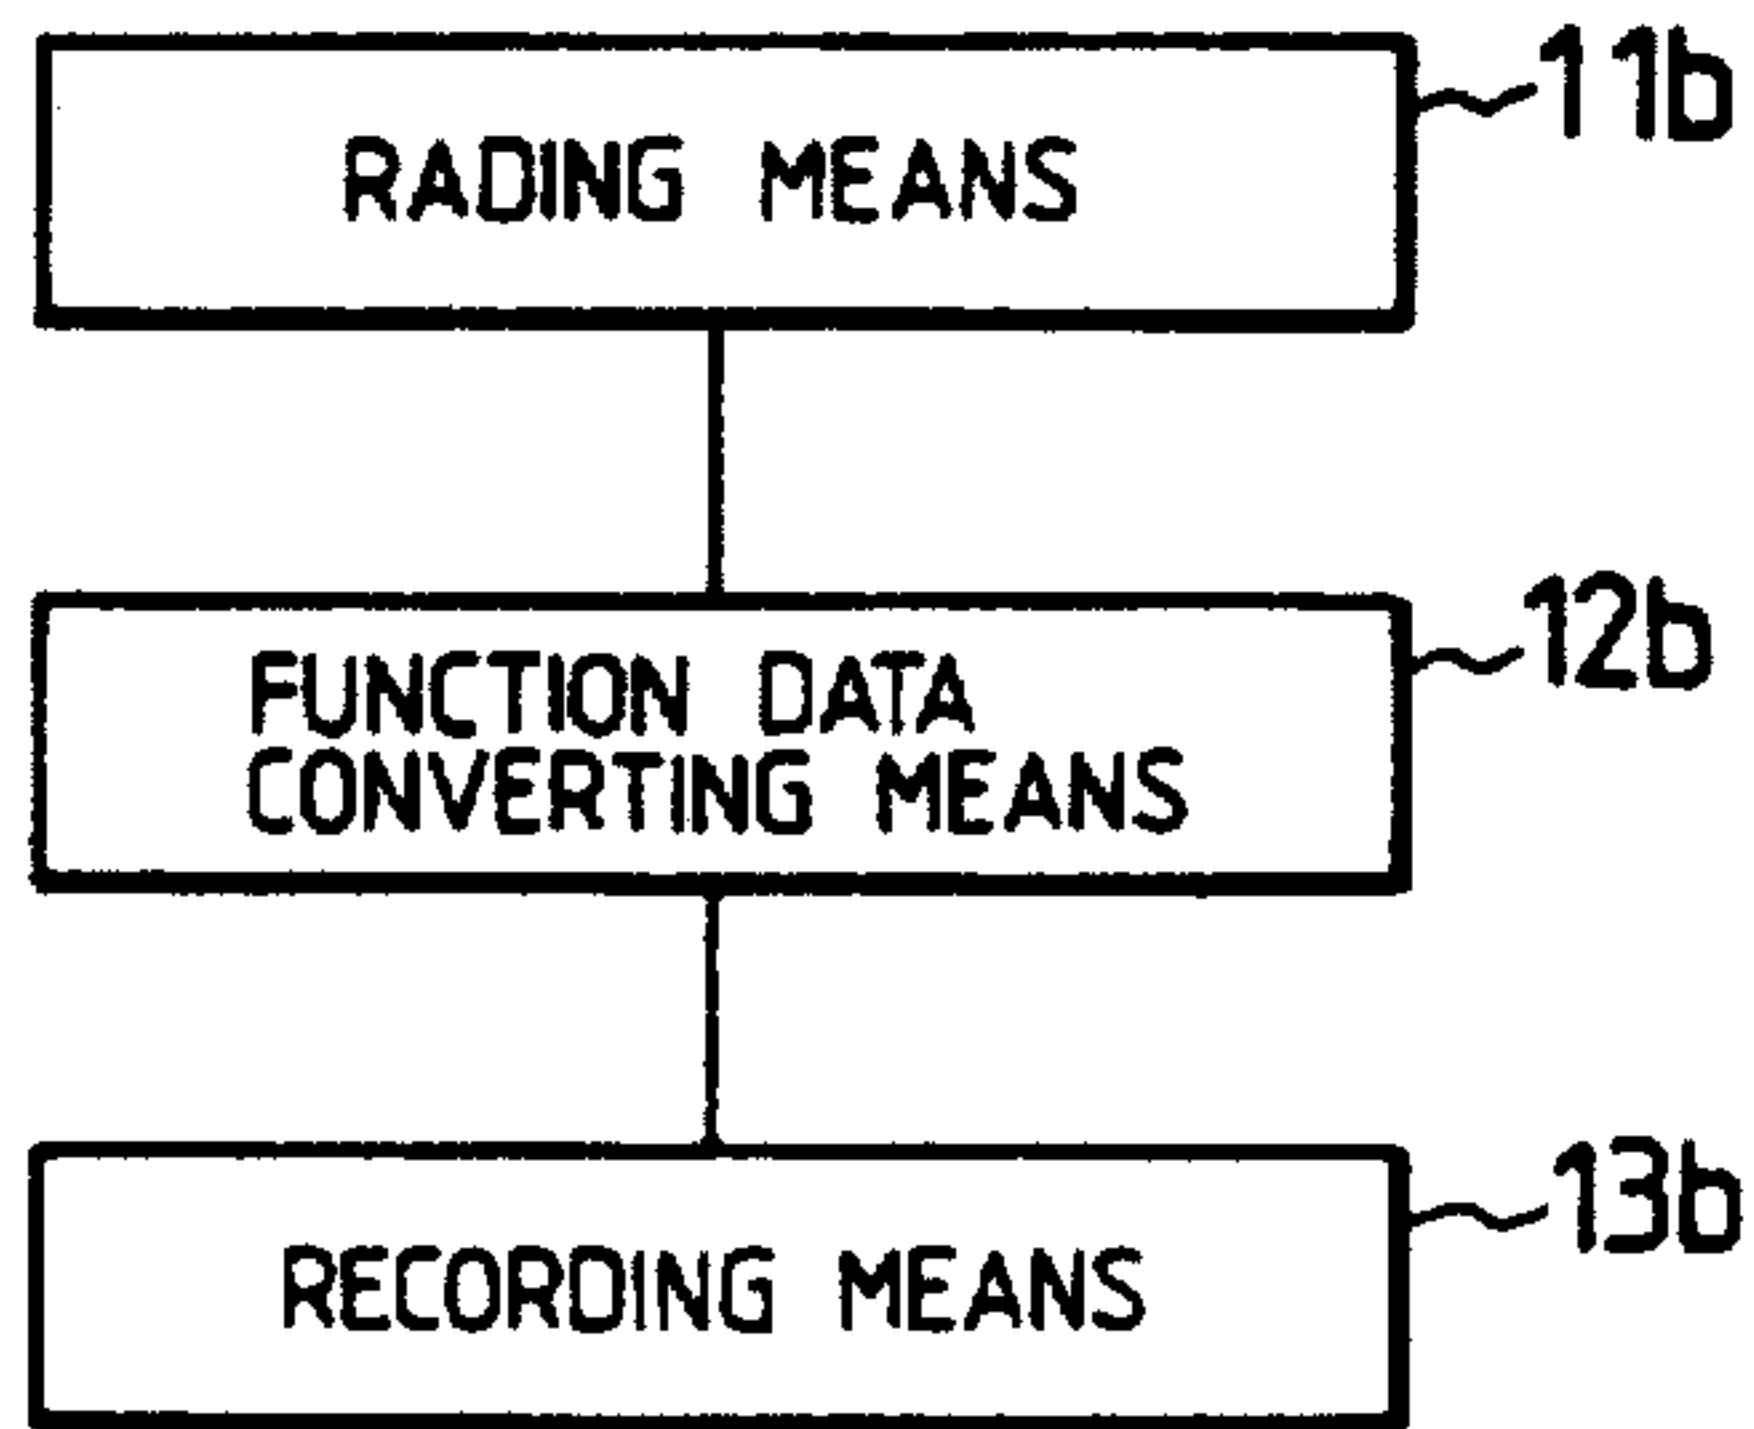 RADING MEANS
11b
FUNCTION DATA
CONVERTING MEANS
12b
RECORDING MEANS
13b